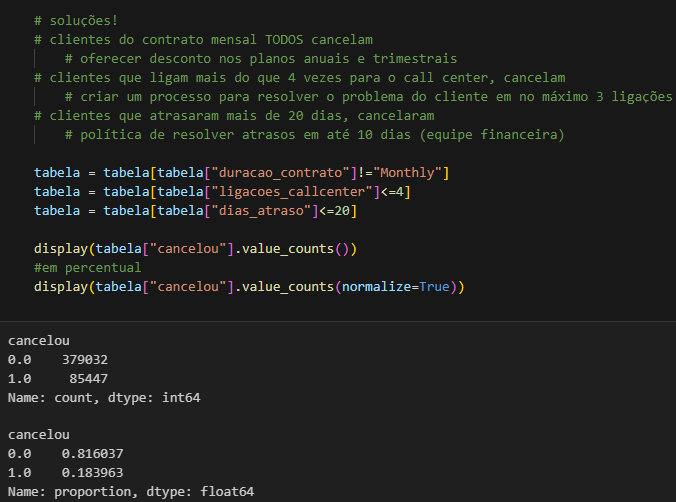 # soluções!
# clientes do contrato mensal TODOS cancelam
# oferecer desconto nos planos anuais e trimestrais
# clientes que ligam mais do que 4 vezes para o call center, cancelam
# criar um processo para resolver o problema do cliente em no máximo 3 ligações
# clientes que atrasaram mais de 20 dias, cancelaram
# política de resolver atrasos em até 10 dias (equipe financeira)
tabela = tabela[tabela["duracao_contrato"]!="Monthly"]
tabela = tabela[tabela["ligacoes_callcenter"]<=4]
tabela = tabela[tabela["dias_atraso"]<=20]
display(tabela["cancelou"].value_counts())
#em percentual
display(tabela["cancelou"].value_counts(normalize=True))
cancelou
0.0    379032
1.0     85447
Name: count, dtype: int64
cancelou
0.0    0.816037
1.0    0.183963
Name: proportion, dtype: float64